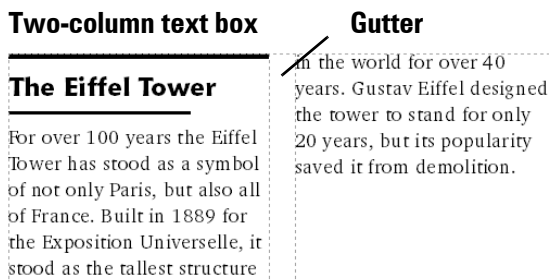 Two-column text box
Gutter
The Eiffel Tower
For over 100 years the Eiffel
Tower has stood as a symbol
of not only Paris, but also all
of France. Built in 1889 for
the Exposition Universelle, it
stood as the tallest structure
in the world for over 40
years. Gustav Eiffel designed
the tower to stand for only
20 years, but its popularity
saved it from demolition.